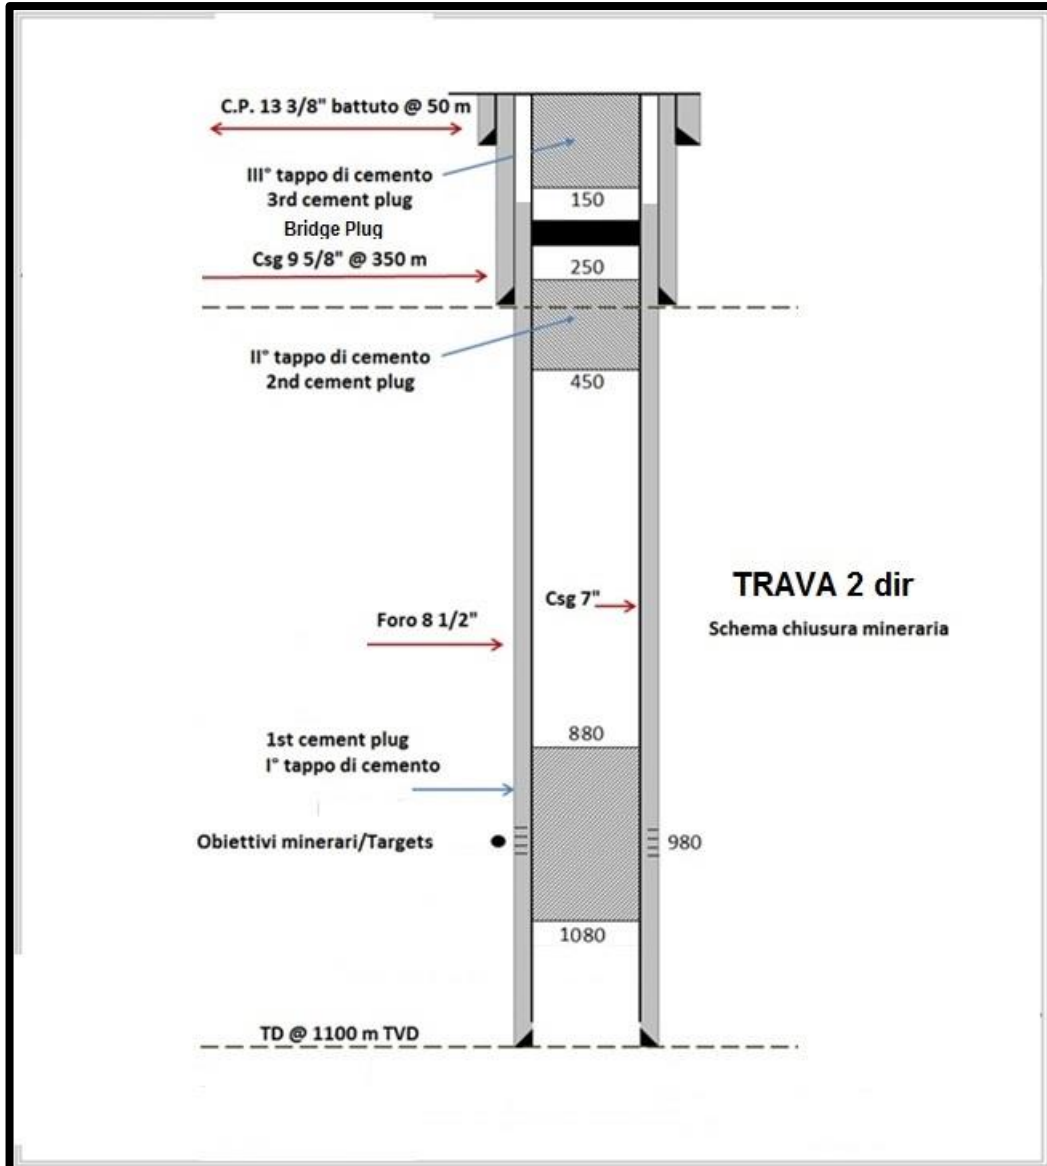 C.P. 13 3/8" battuto @ 50 m
III° tappo di cemento
3rd cement plug
150
Bridge Plug
Csg 9 5/8" @ 350 m
250
II° tappo di cemento
2nd cement plug
450
Csg 7"
TRAVA 2 dir
Foro 8 1/2"
Schema chiusura mineraria
880
1st cement plug
I° tappo di cemento
Obiettivi minerari/Targets
980
1080
TD @ 1100 m TVD